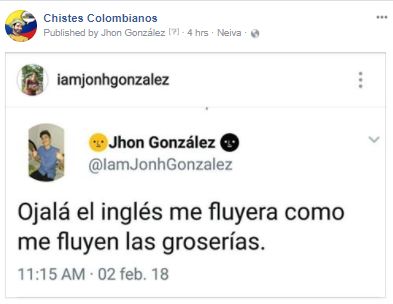 Chistes Colombianos
Published by Jhon González [?] · 4 hrs · Neiva ·
iamjonhgonzalez
🌞Jhon González🌚
@IamJonhGonzalez
Ojalá el inglés me fluyera como
me fluyen las groserías.
11:15 AM · 02 feb. 18